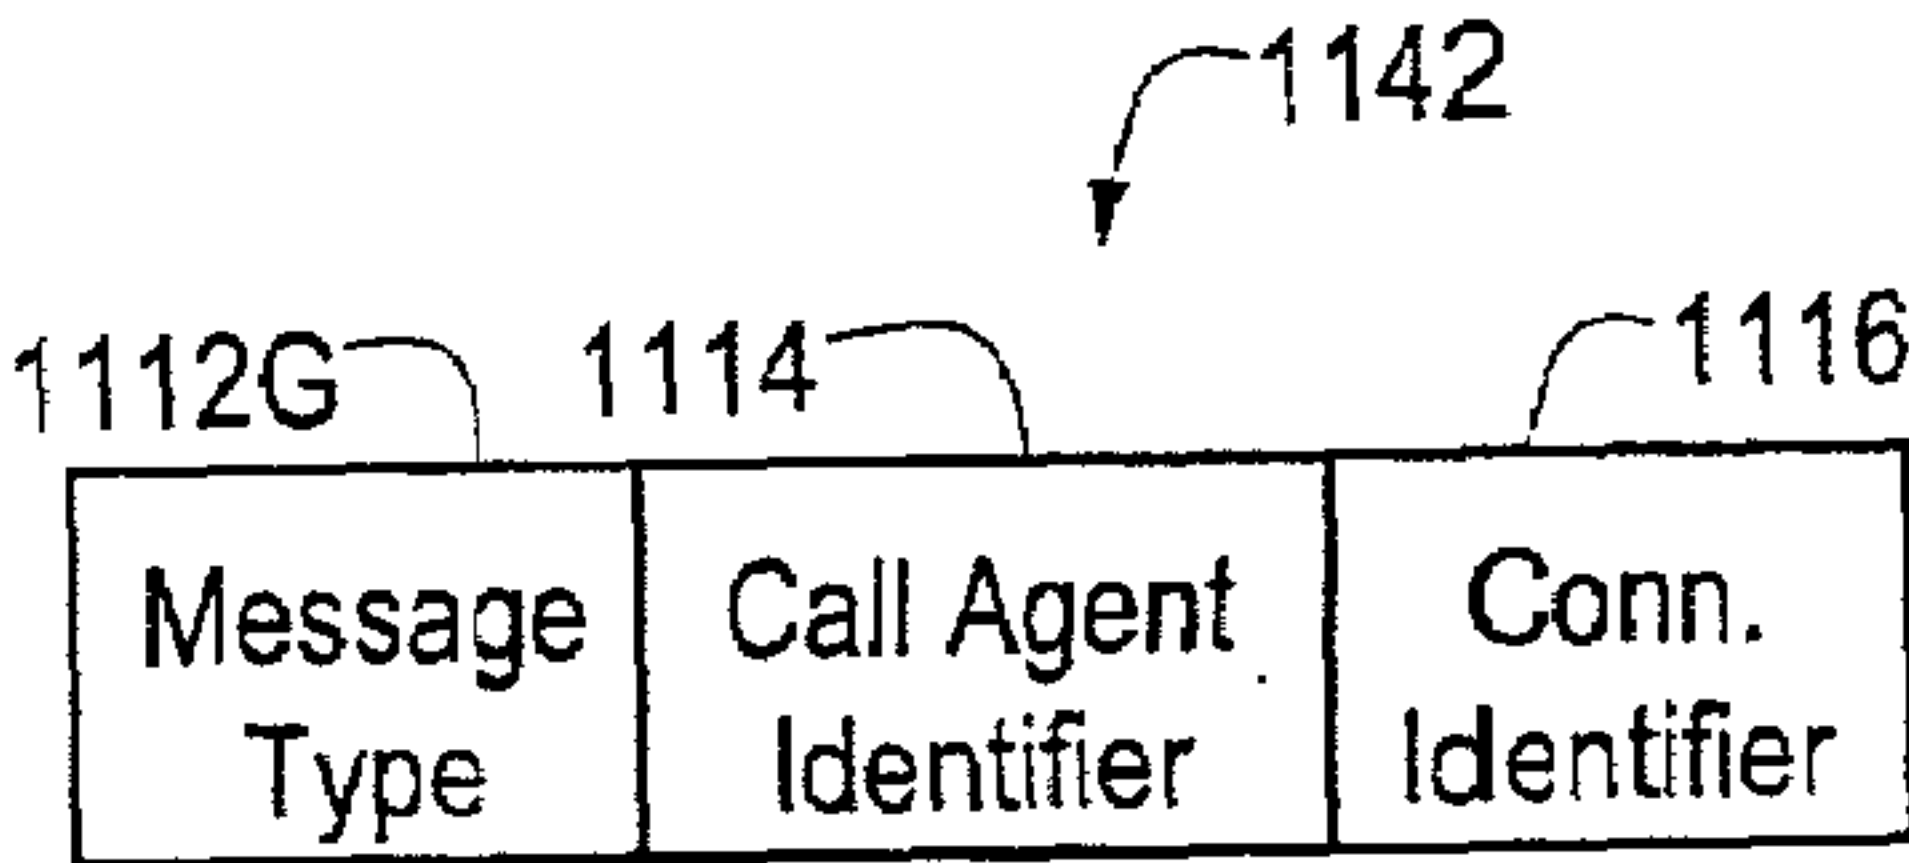 1142
1112G 1114 1116
Message Call Agent Conn.
Type Identifier Identifier